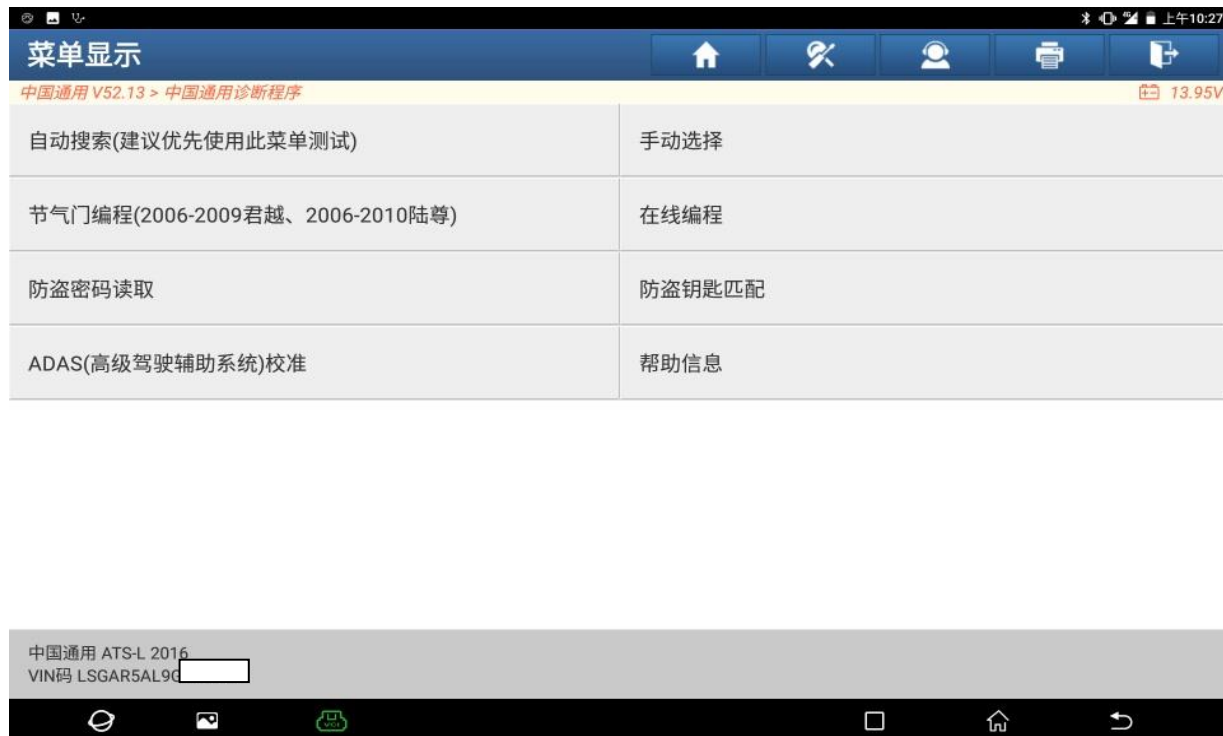 上午10:27
菜单显示
中国通用 V52.13 > 中国通用诊断程序
13.95V
自动搜索(建议优先使用此菜单测试)
手动选择
节气门编程(2006-2009君越、2006-2010陆尊)
在线编程
防盗密码读取
防盗钥匙匹配
ADAS(高级驾驶辅助系统)校准
帮助信息
中国通用 ATS-L 2016
VIN码 LSGAR5AL9G
VCI